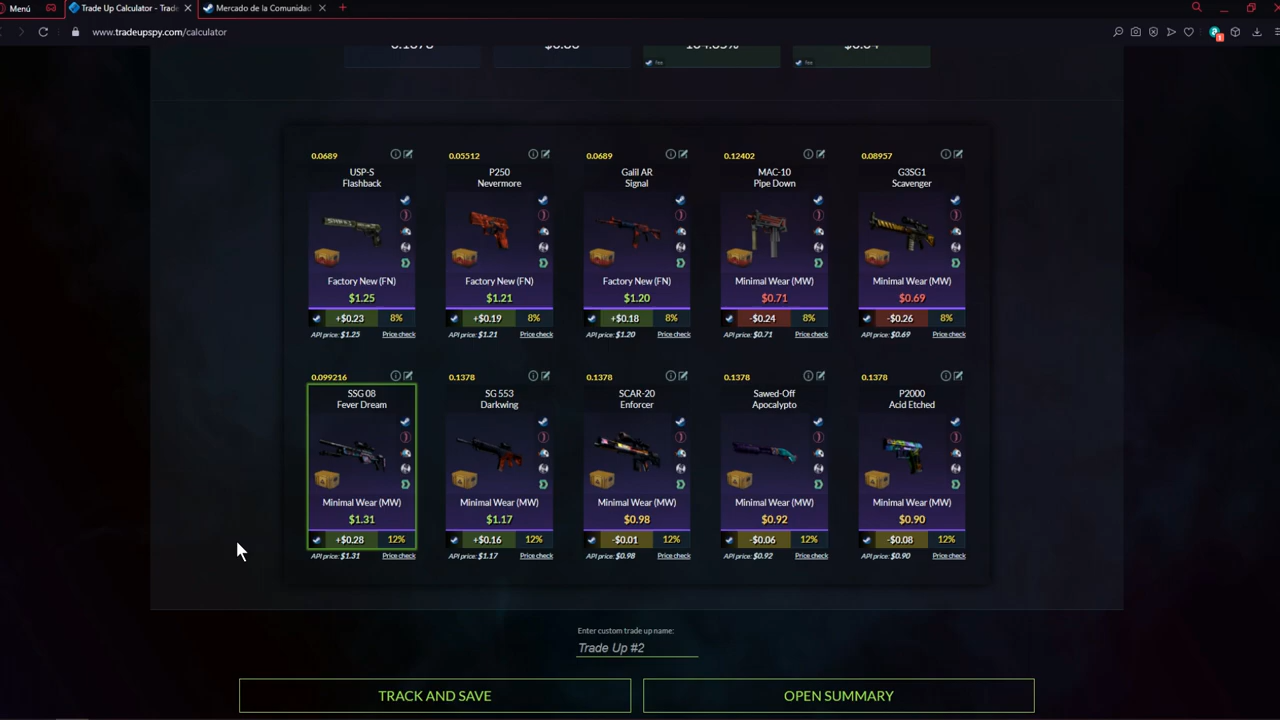 Menú
Trade Up Calculator - Trade
Mercado de la Comunidad
www.tradeupspy.com/calculator
fee
fee
0.0689
0.05512
0.0689
0.12402
0.08957
USP-S
Flashback
P250
Nevermore
Galil AR
Signal
MAC-10
Pipe Down
G3SG1
Scavenger
Factory New (FN)
$1.25
Factory New (FN)
$1.21
Factory New (FN)
$1.20
Minimal Wear (MW)
$0.71
Minimal Wear (MW)
$0.69
+$0.23 8%
+$0.19 8%
+$0.18 8%
-$0.24 8%
-$0.26 8%
API price: $1.25 Price check
API price: $1.21 Price check
API price: $1.20 Price check
API price: $0.71 Price check
API price: $0.69 Price check
0.099216
0.1378
0.1378
0.1378
0.1378
SSG 08
Fever Dream
SG 553
Darkwing
SCAR-20
Enforcer
Sawed-Off
Apocalypto
P2000
Acid Etched
Minimal Wear (MW)
$1.31
Minimal Wear (MW)
$1.17
Minimal Wear (MW)
$0.98
Minimal Wear (MW)
$0.92
Minimal Wear (MW)
$0.90
+$0.28 12%
+$0.16 12%
-$0.01 12%
-$0.06 12%
-$0.08 12%
API price: $1.31 Price check
API price: $1.17 Price check
API price: $0.98 Price check
API price: $0.92 Price check
API price: $0.90 Price check
Enter custom trade up name:
Trade Up #2
TRACK AND SAVE
OPEN SUMMARY